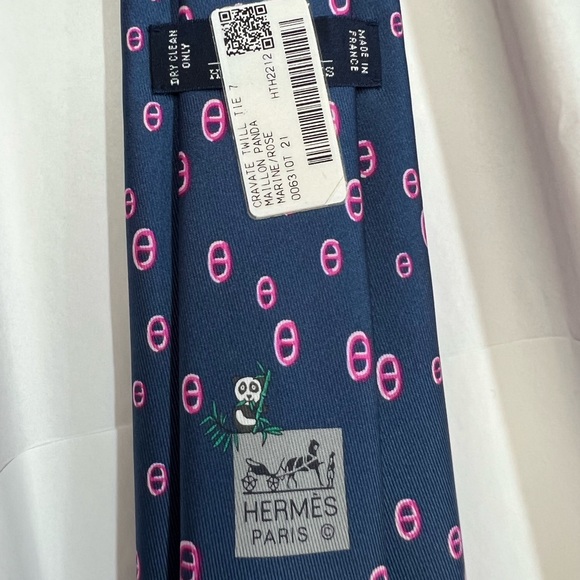 DRY CLEAN
ONLY
MADE IN
FRANCE
CRAVATE TWILL TIE 7
MAILLON PANDA
MARINE/ROSE
006310T 21
HTH2212
HERMÈS
PARIS ©